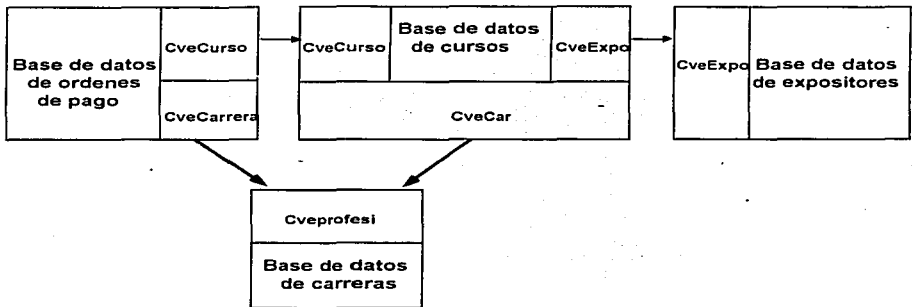 Base de datos
de ordenes
de pago
CveCurso
CveCarrera
CveCurso
Base de datos
de cursos
CveExpo
CveCar
CveExpo
Base de datos
de expositores
Cveprofesi
Base de datos
de carreras